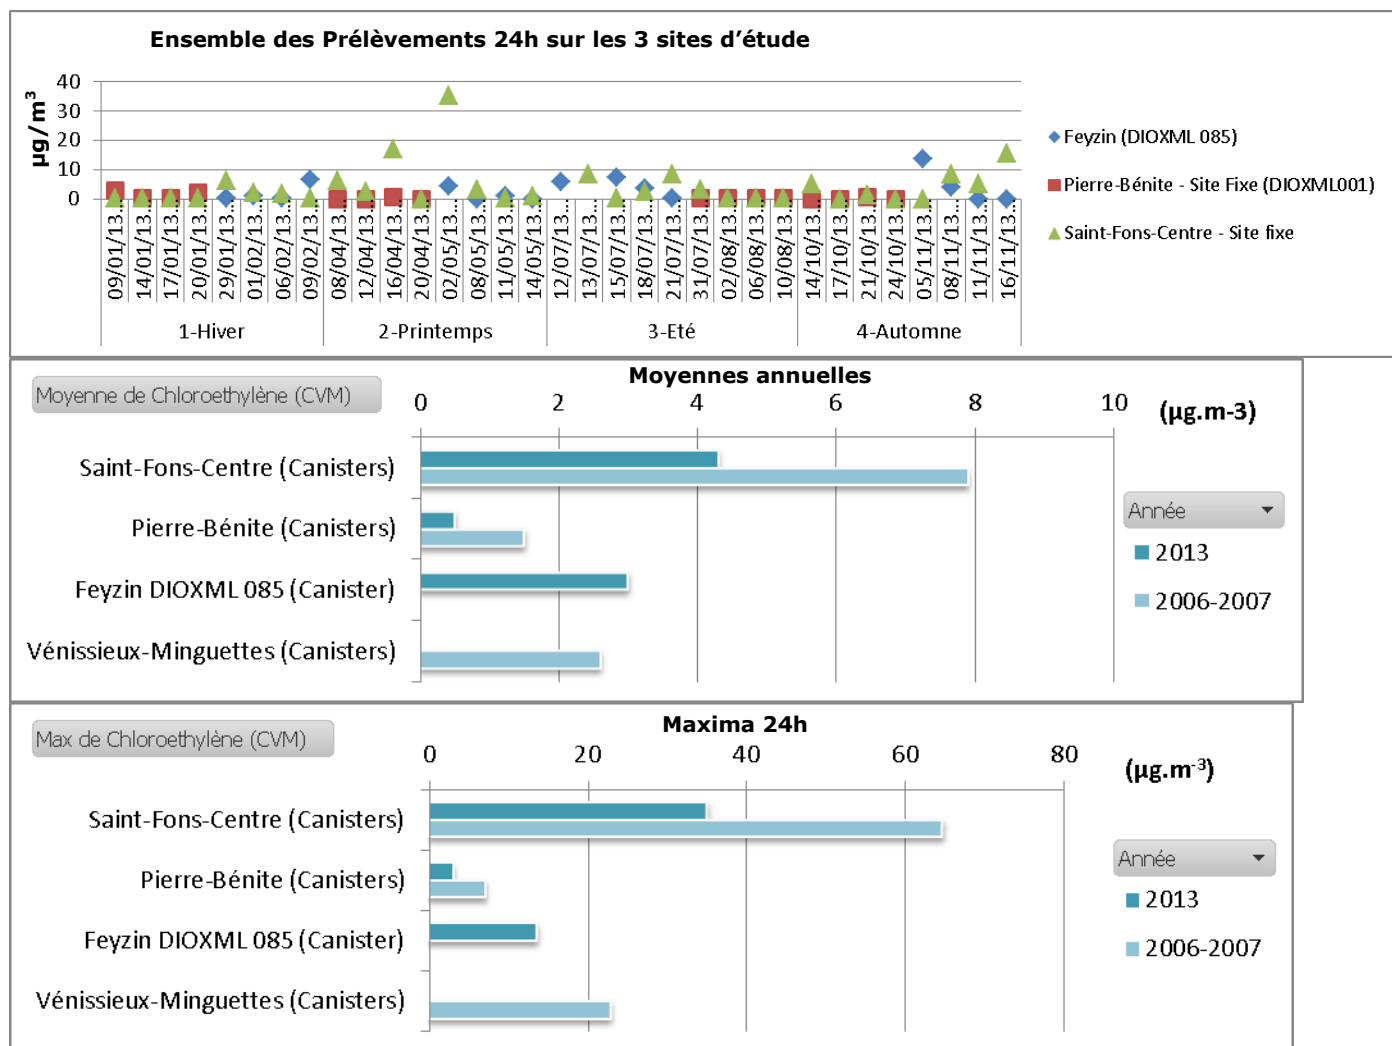 Ensemble des Prélèvements 24h sur les 3 sites d'étude
µg/m³
40
30
20
10
0
09/01/13...
14/01/13...
17/01/13...
20/01/13...
29/01/13...
01/02/13...
06/02/13...
09/02/13...
08/04/13...
12/04/13...
16/04/13...
20/04/13...
02/05/13...
08/05/13...
11/05/13...
14/05/13...
12/07/13...
13/07/13...
15/07/13...
18/07/13...
21/07/13...
31/07/13...
02/08/13...
06/08/13...
10/08/13...
14/10/13...
17/10/13...
21/10/13...
24/10/13...
05/11/13...
08/11/13...
11/11/13...
16/11/13...
1-Hiver
2-Printemps
3-Eté
4-Automne
Feyzin (DIOXML 085)
Pierre-Bénite - Site Fixe (DIOXML001)
Saint-Fons-Centre - Site fixe
Moyennes annuelles
Moyenne de Chloroethylène (CVM)
0 2 4 6 8 10
(µg.m-3)
Saint-Fons-Centre (Canisters)
Pierre-Bénite (Canisters)
Feyzin DIOXML 085 (Canister)
Vénissieux-Minguettes (Canisters)
Année
2013
2006-2007
Maxima 24h
Max de Chloroethylène (CVM)
0 20 40 60 80
(µg.m-3)
Saint-Fons-Centre (Canisters)
Pierre-Bénite (Canisters)
Feyzin DIOXML 085 (Canister)
Vénissieux-Minguettes (Canisters)
Année
2013
2006-2007